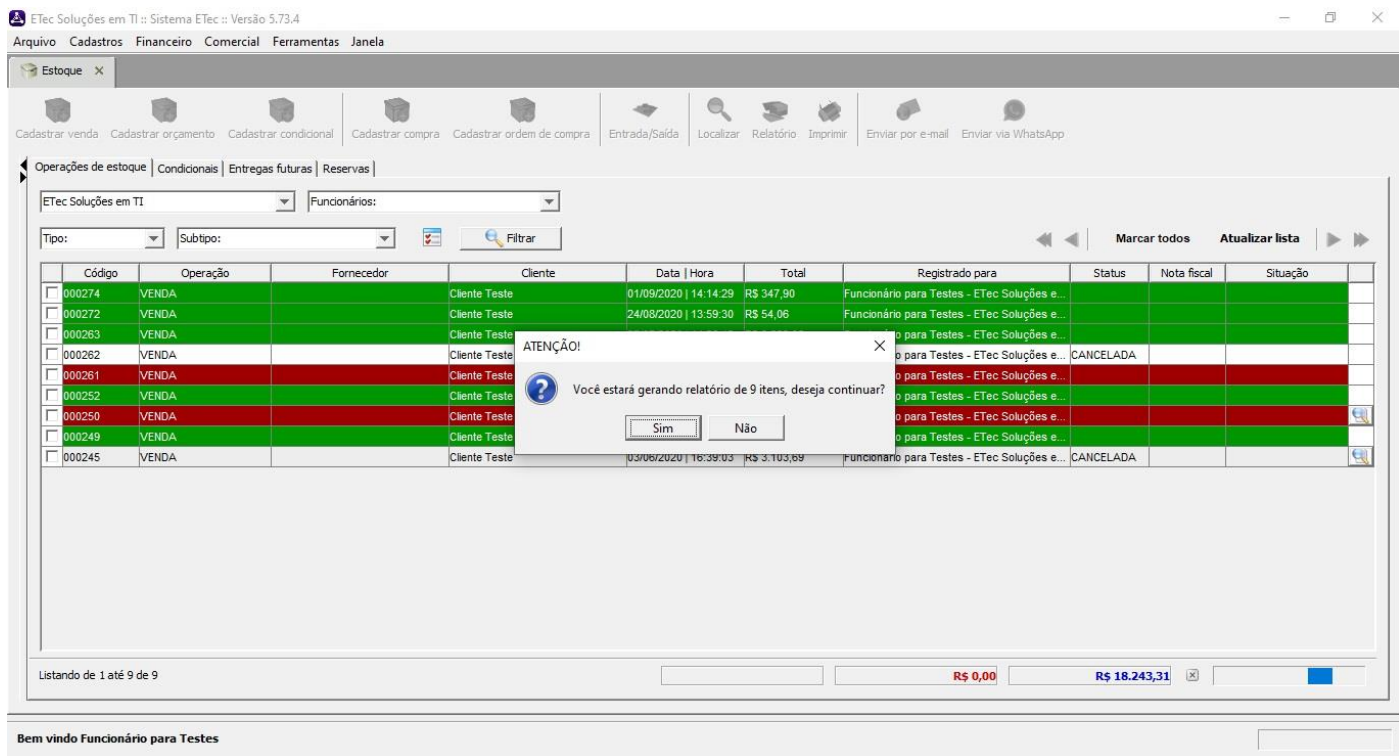 ETec Soluções em TI :: Sistema ETec :: Versão 5.73.4
Arquivo Cadastros Financeiro Comercial Ferramentas Janela
Estoque
Cadastrar venda Cadastrar orçamento Cadastrar condicional Cadastrar compra Cadastrar ordem de compra Entrada/Saída Localizar Relatório Imprimir Enviar por e-mail Enviar via WhatsApp
Operações de estoque Condicionais Entregas futuras Reservas
ETec Soluções em TI Funcionários:
Tipo: Subtipo: Filtrar Marcar todos Atualizar lista
Código Operação Fornecedor Cliente Data | Hora Total Registrado para Status Nota fiscal Situação
000274 VENDA Cliente Teste 01/09/2020 | 14:14:29 R$ 347,90 Funcionário para Testes - ETec Soluções e...
000272 VENDA Cliente Teste 24/08/2020 | 13:59:30 R$ 54,06 Funcionário para Testes - ETec Soluções e...
000263 VENDA Cliente Teste o para Testes - ETec Soluções e...
000262 VENDA Cliente Teste o para Testes - ETec Soluções e... CANCELADA
000261 VENDA Cliente Teste o para Testes - ETec Soluções e...
000252 VENDA Cliente Teste o para Testes - ETec Soluções e...
000250 VENDA Cliente Teste o para Testes - ETec Soluções e...
000249 VENDA Cliente Teste o para Testes - ETec Soluções e...
000245 VENDA Cliente Teste 03/06/2020 | 16:39:03 R$ 3.103,69 Funcionário para Testes - ETec Soluções e... CANCELADA
ATENÇÃO!
Você estará gerando relatório de 9 itens, deseja continuar?
Sim Não
Listando de 1 até 9 de 9 R$ 0,00 R$ 18.243,31
Bem vindo Funcionário para Testes